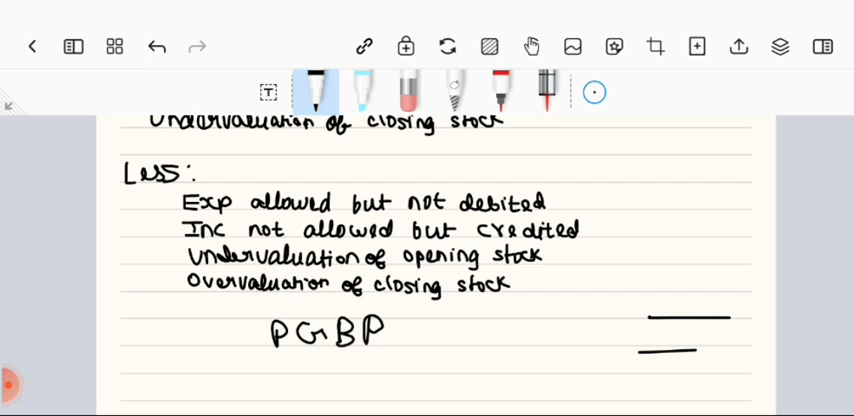 Undervaluation of closing stock
Less:
Exp allowed but not debited
Inc not allowed but credited
Undervaluation of opening stock
Overvaluation of closing stock
PGBP